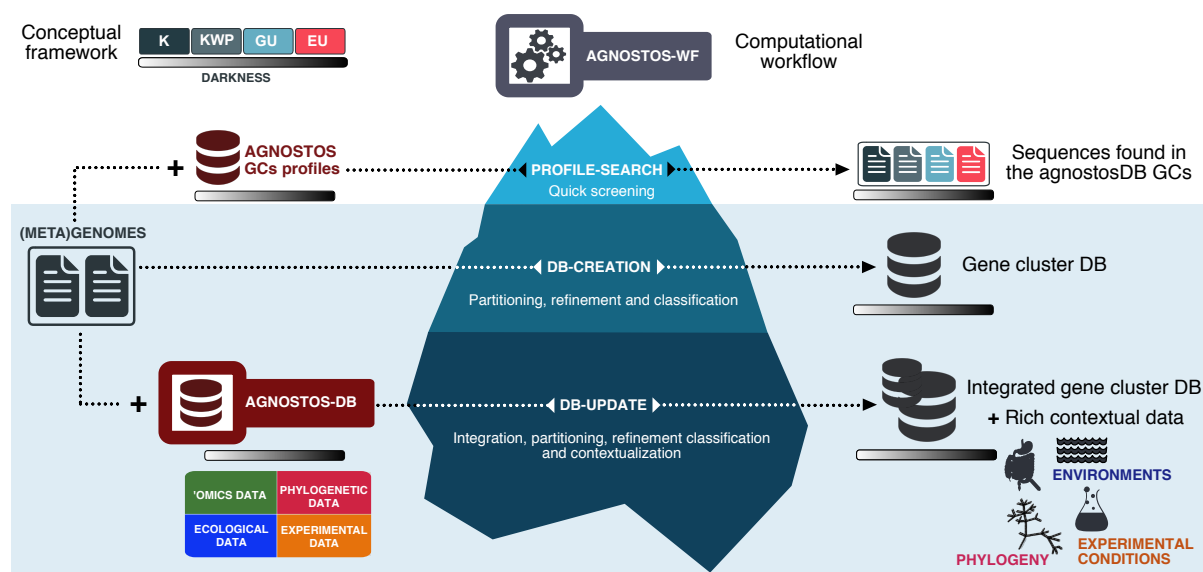 Conceptual
framework
K KWP GU EU
DARKNESS
AGNOSTOS-WF
Computational
workflow
AGNOSTOS
GCs profiles
+
PROFILE-SEARCH
Quick screening
Sequences found in
the agnostosDB GCs
(META)GENOMES
DB-CREATION
Partitioning, refinement and classification
Gene cluster DB
+
AGNOSTOS-DB
DB-UPDATE
Integration, partitioning, refinement classification
and contextualization
Integrated gene cluster DB
+ Rich contextual data
'OMICS DATA
PHYLOGENETIC
DATA
ECOLOGICAL
DATA
EXPERIMENTAL
DATA
ENVIRONMENTS
PHYLOGENY
EXPERIMENTAL
CONDITIONS